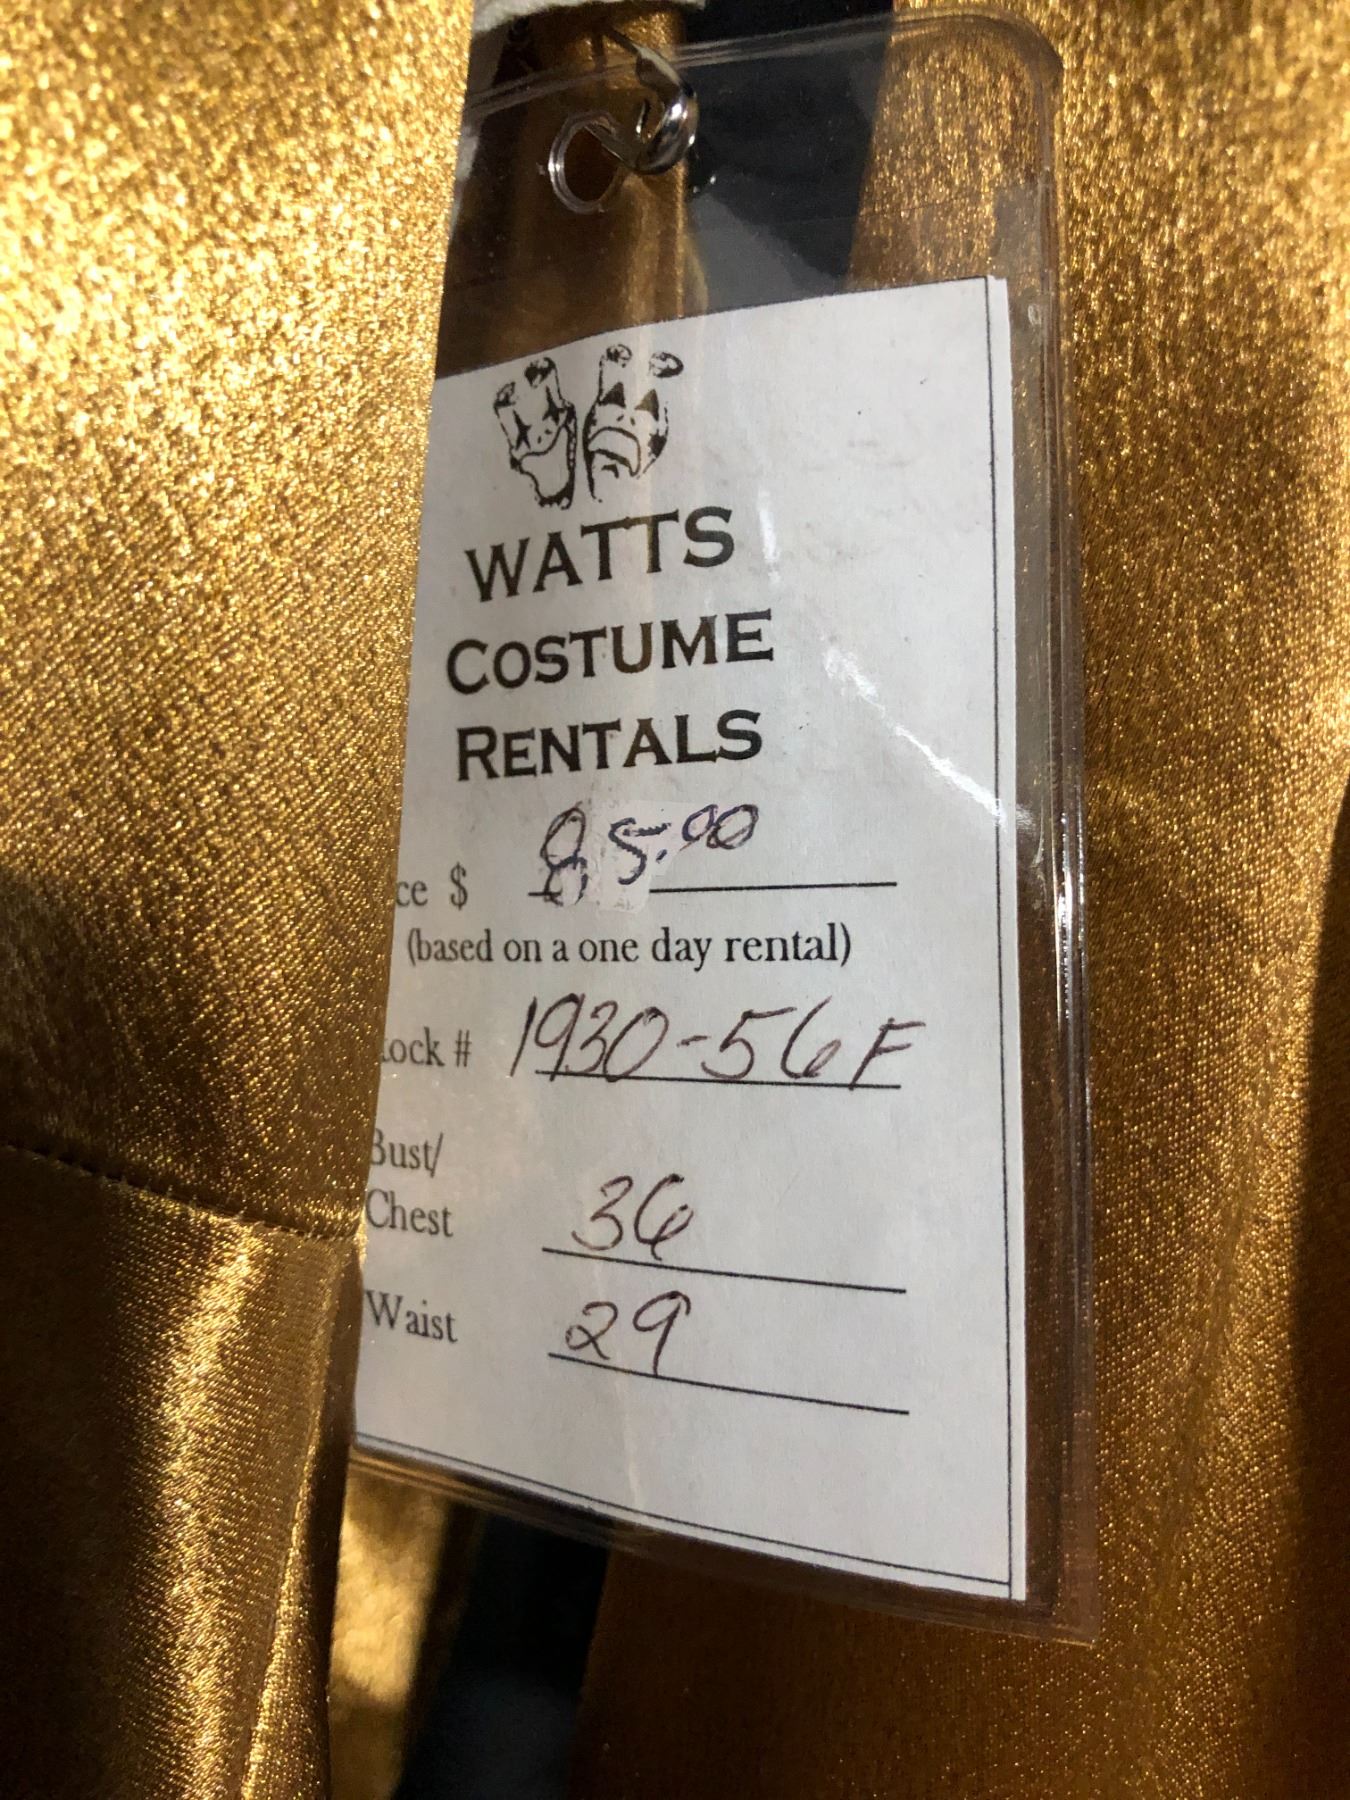 WATTS
COSTUME
RENTALS
ce $ 85.00
(based on a one day rental)
tock # 1930-56F
Bust/
Chest 36
Waist 29